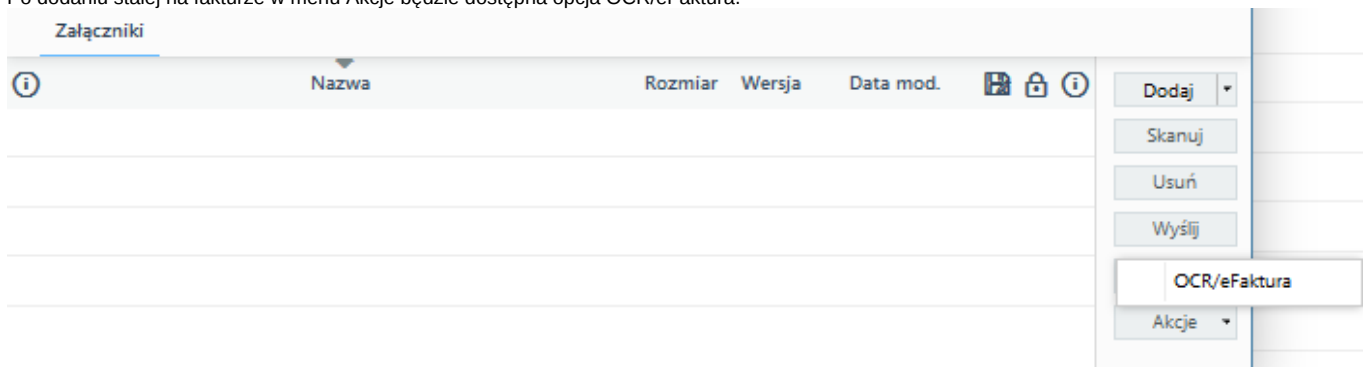 Po dodaniu stałej na fakturze w menu Akcje będzie dostępna opcja OCR/eFaktura.
Załączniki
Nazwa Rozmiar Wersja Data mod.
Dodaj
Skanuj
Usuń
Wyślij
OCR/eFaktura
Akcje